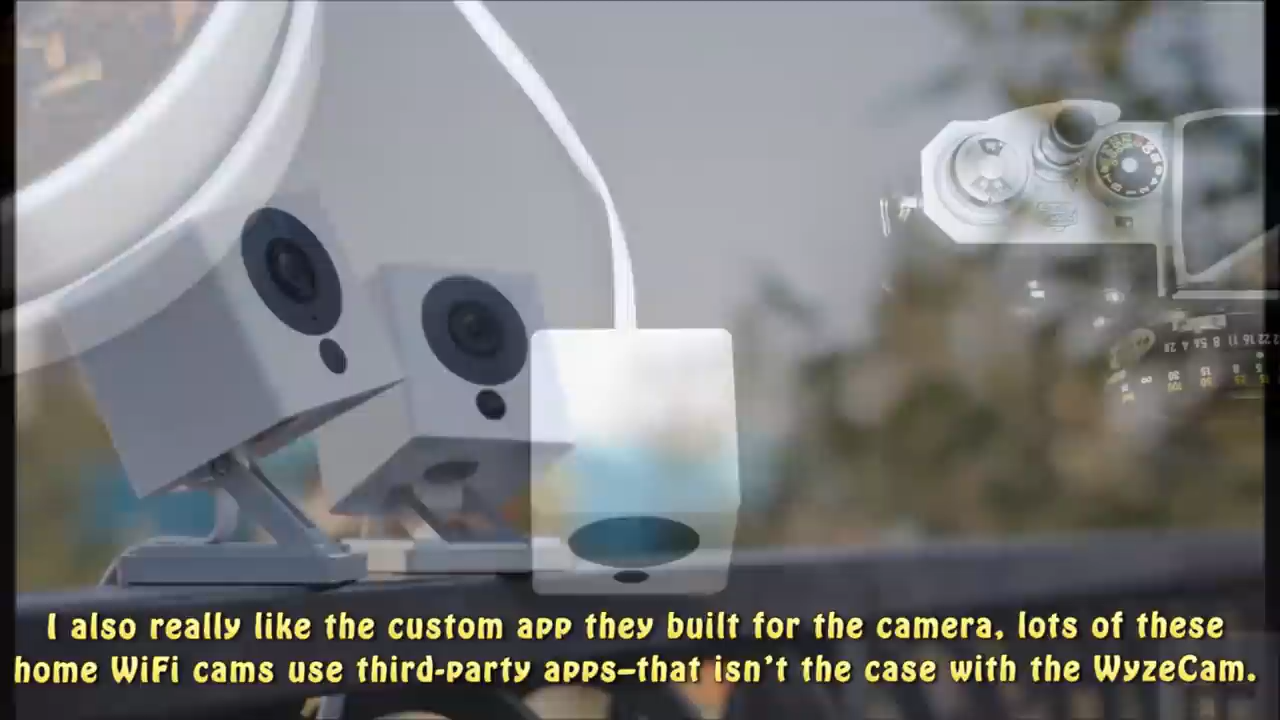 I also really like the custom app they built for the camera, lots of these
home WiFi cams use third-party apps–that isn't the case with the WyzeCam.